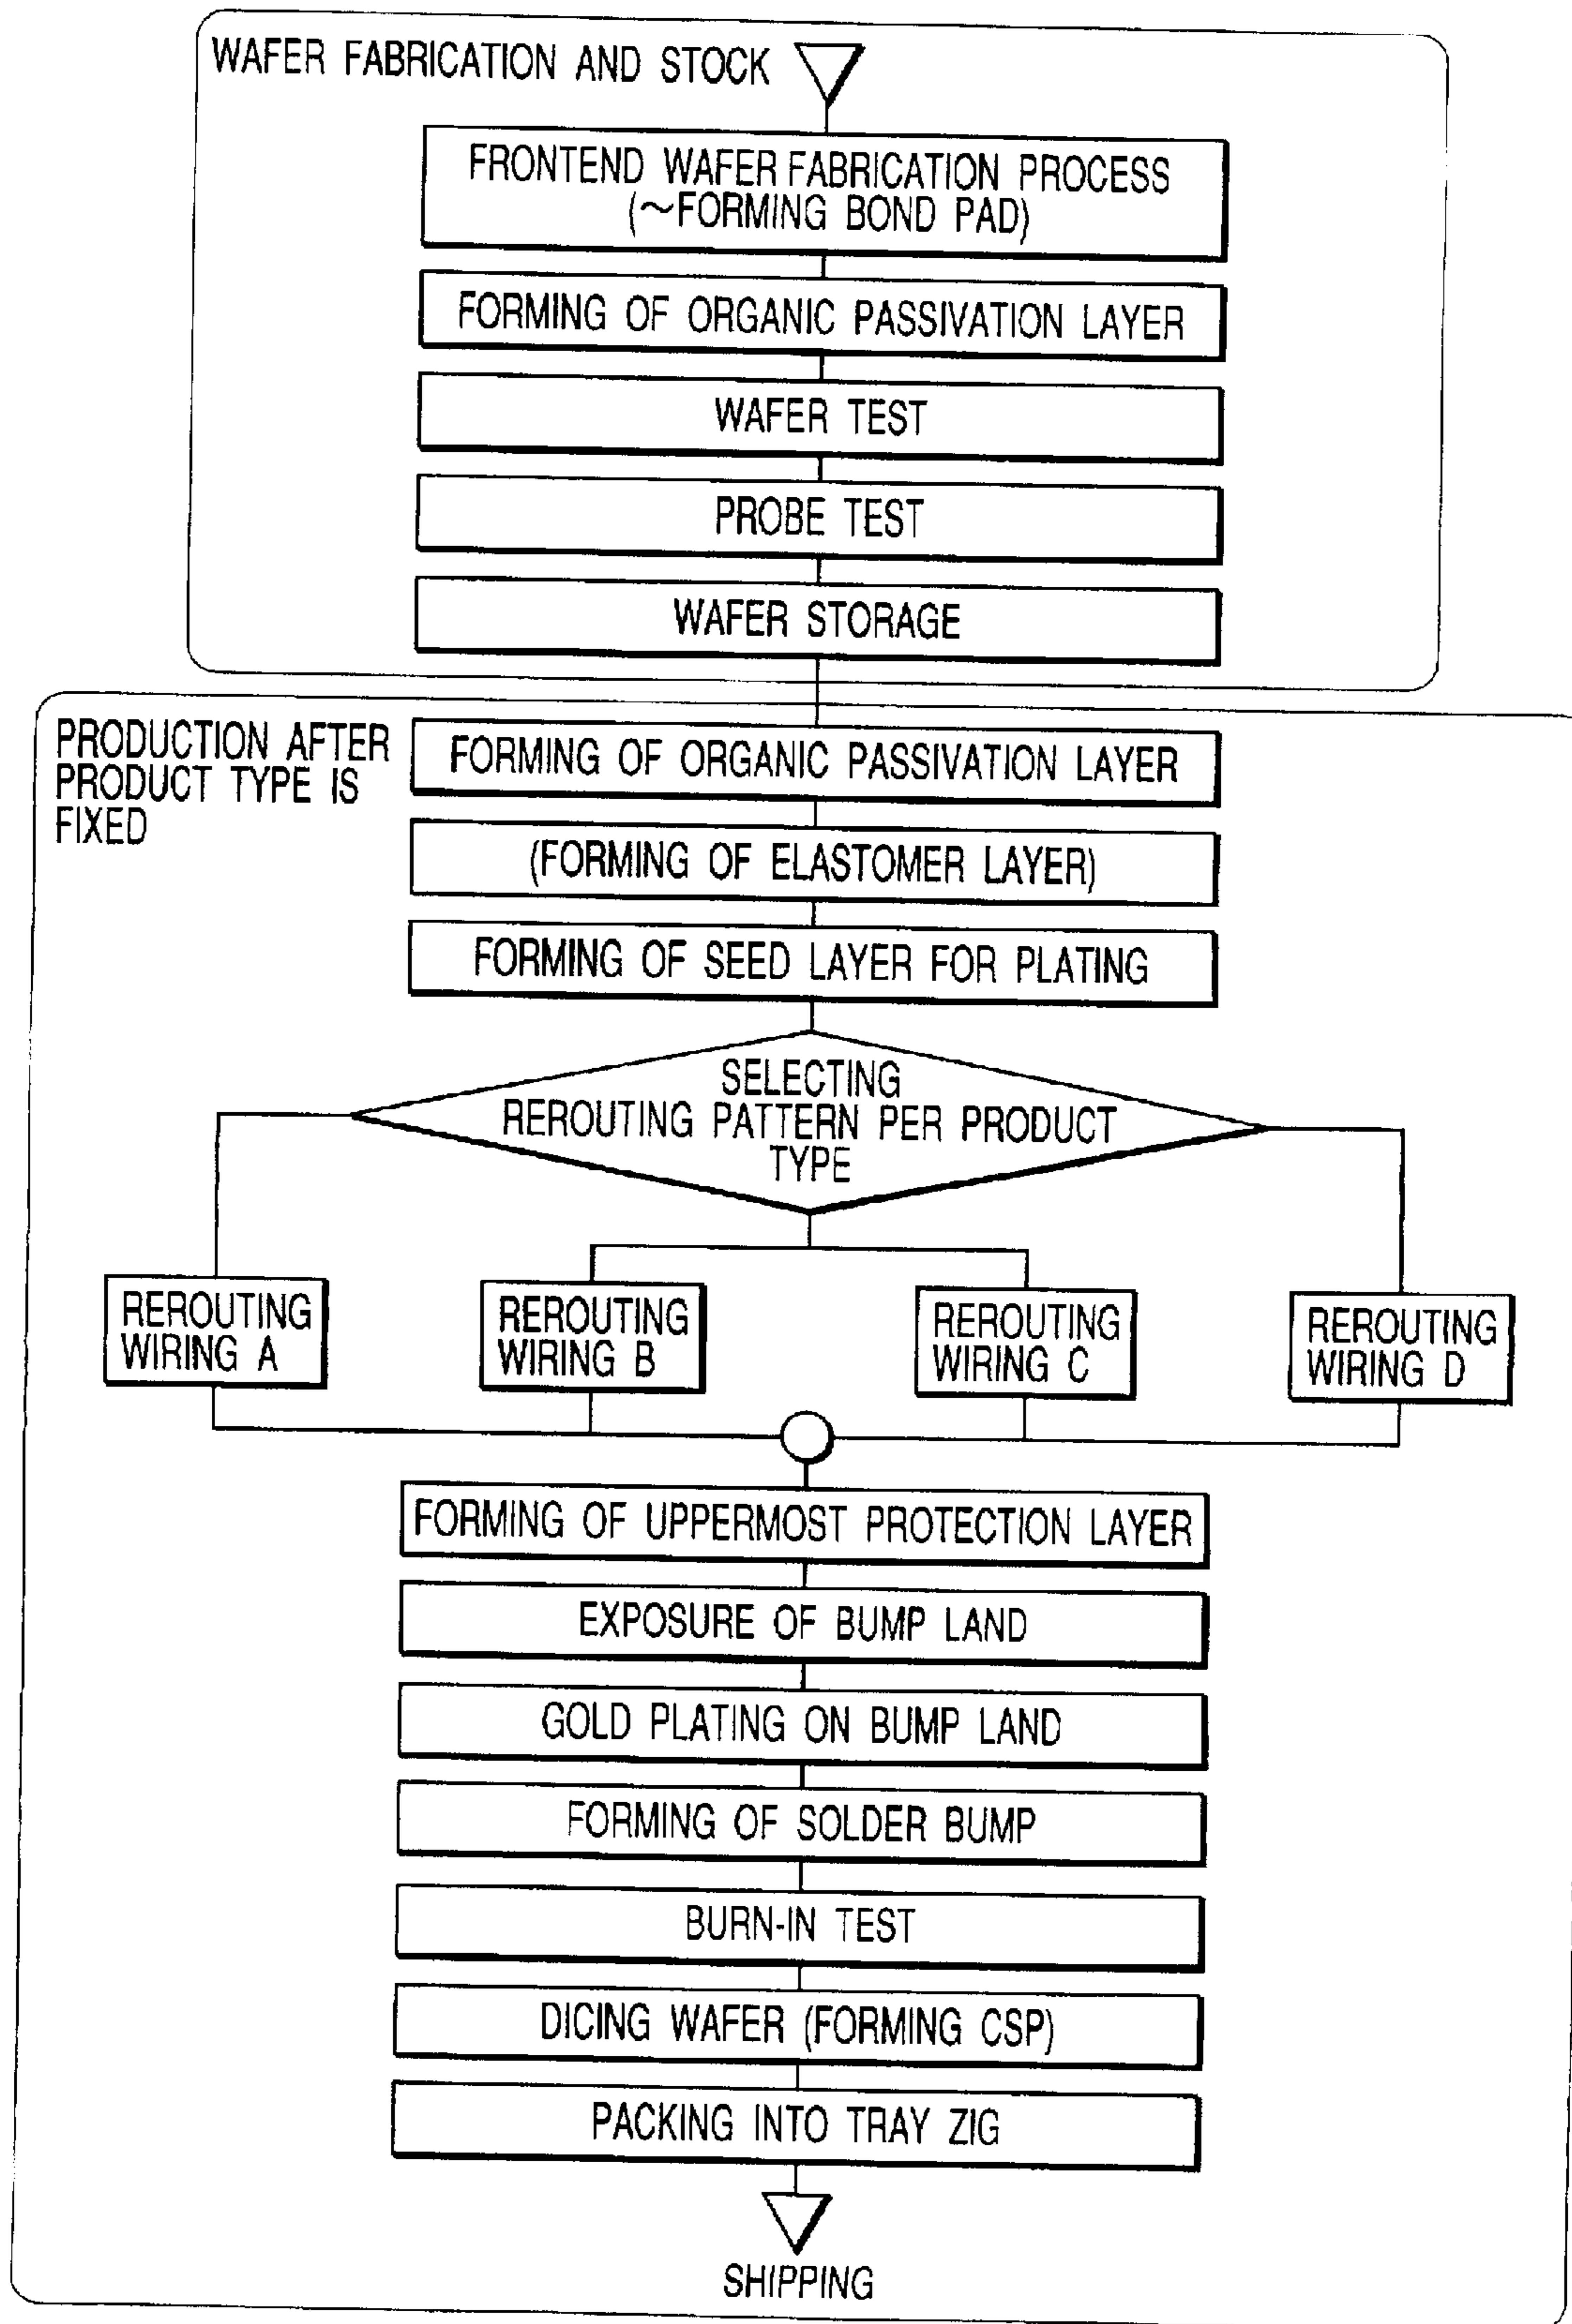 WAFER FABRICATION AND STOCK
FRONTEND WAFER FABRICATION PROCESS
(~FORMING BOND PAD)
FORMING OF ORGANIC PASSIVATION LAYER
WAFER TEST
PROBE TEST
WAFER STORAGE
PRODUCTION AFTER
PRODUCT TYPE IS
FIXED
FORMING OF ORGANIC PASSIVATION LAYER
(FORMING OF ELASTOMER LAYER)
FORMING OF SEED LAYER FOR PLATING
SELECTING
REROUTING PATTERN PER PRODUCT
TYPE
REROUTING
WIRING A
REROUTING
WIRING B
REROUTING
WIRING C
REROUTING
WIRING D
FORMING OF UPPERMOST PROTECTION LAYER
EXPOSURE OF BUMP LAND
GOLD PLATING ON BUMP LAND
FORMING OF SOLDER BUMP
BURN-IN TEST
DICING WAFER (FORMING CSP)
PACKING INTO TRAY ZIG
SHIPPING